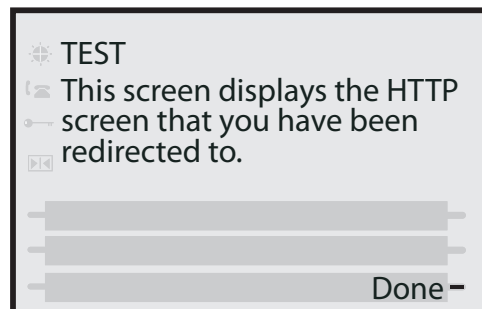 TEST
This screen displays the HTTP
screen that you have been
redirected to.
Done